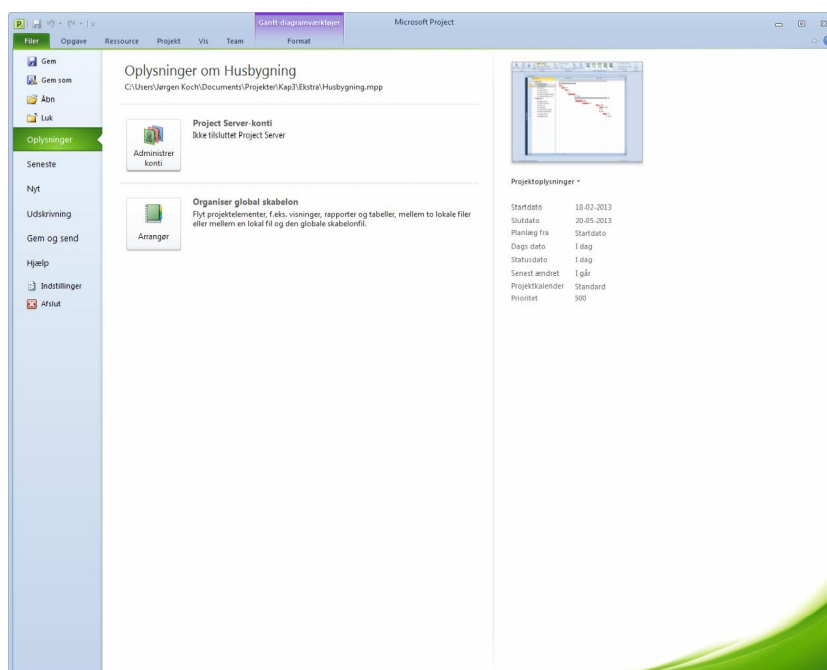 Gantt-diagramværktøjer
Microsoft Project
Filer
Opgave
Ressource
Projekt
Vis
Team
Format
Gem
Gem som
Åbn
Luk
Oplysninger
Seneste
Nyt
Udskrivning
Gem og send
Hjælp
Indstillinger
Afslut
Oplysninger om Husbygning
C:\Users\Jørgen Koch\Documents\Projekter\Kap3\Ekstra\Husbygning.mpp
Administrer
konti
Project Server-konti
Ikke tilsluttet Project Server
Arrangør
Organiser global skabelon
Flyt projektelementer, f.eks. visninger, rapporter og tabeller, mellem to lokale filer
eller mellem en lokal fil og den globale skabelonfil.
Projektoplysninger
Startdato 18-02-2013
Slutdato 20-05-2013
Planlæg fra Startdato
Dags dato I dag
Statusdato I dag
Senest ændret I går
Projektkalender Standard
Prioritet 500